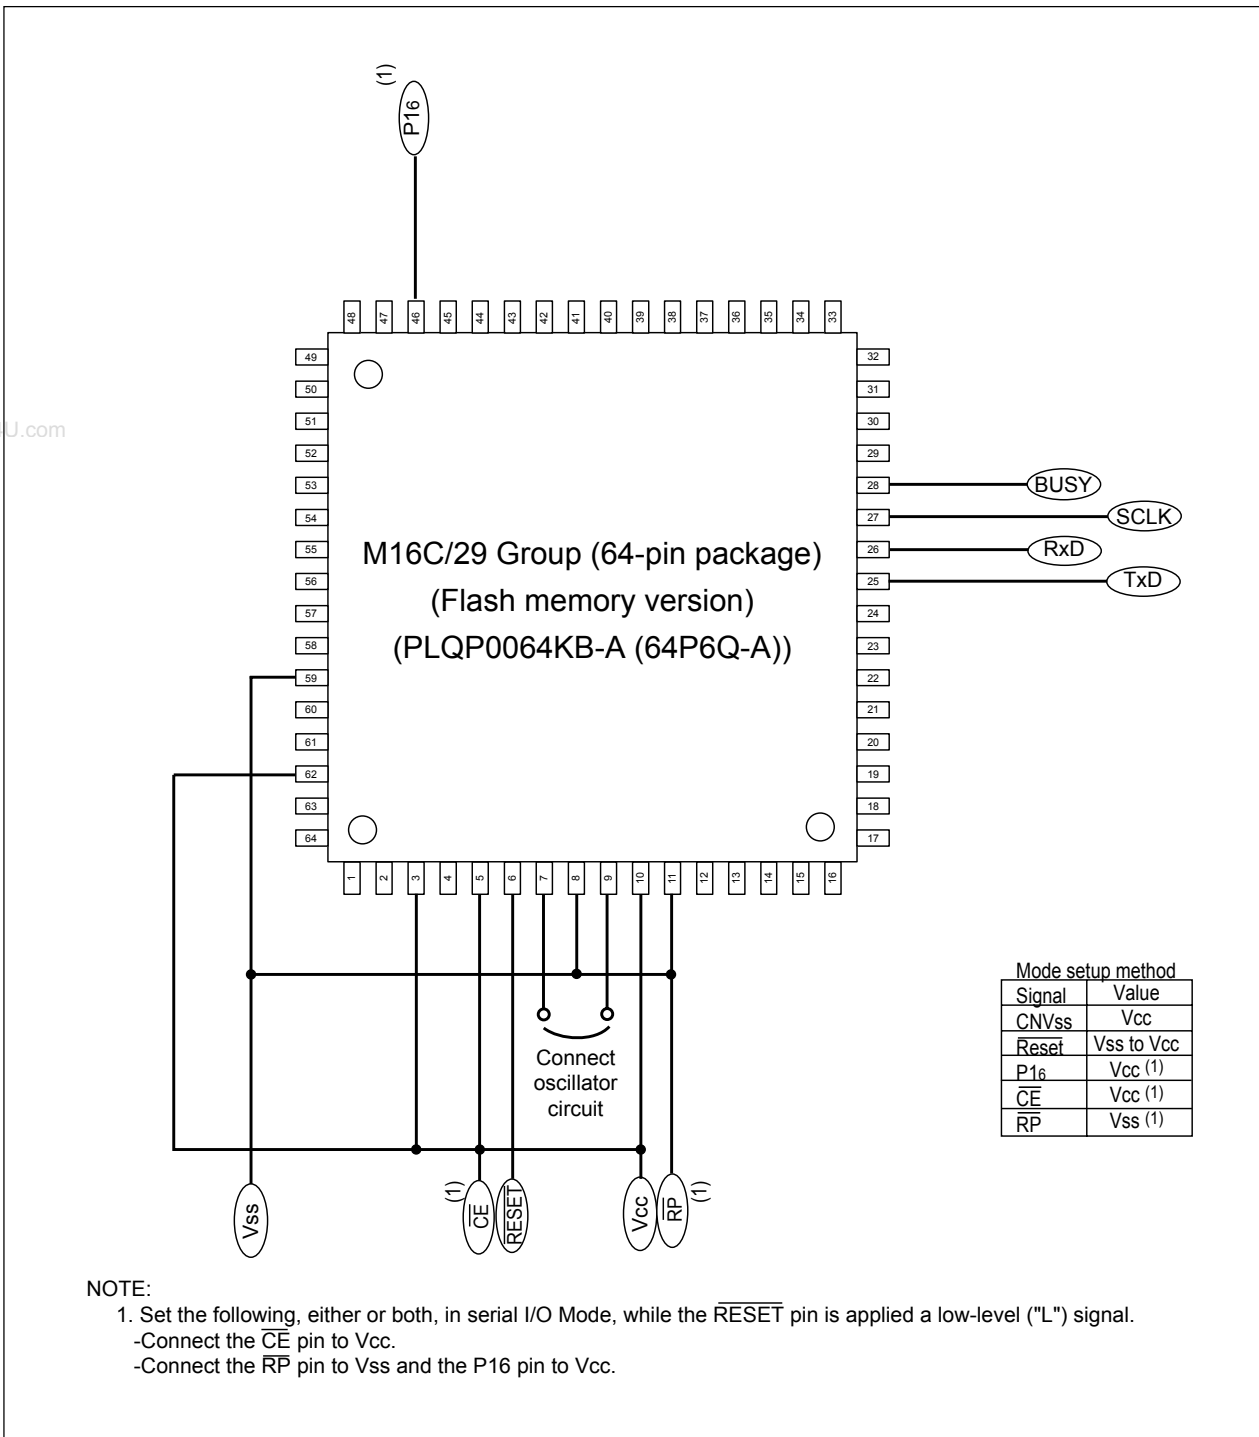 (1)
P16
48 47 46 45 44 43 42 41 40 39 38 37 36 35 34 33
49
50
51
52
53
54
55
56
57
58
59
60
61
62
63
64
32
31
30
29
28
27
26
25
24
23
22
21
20
19
18
17
U.com
BUSY
SCLK
RxD
TxD
M16C/29 Group (64-pin package)
(Flash memory version)
(PLQP0064KB-A (64P6Q-A))
1 2 3 4 5 6 7 8 9 10 11 12 13 14 15 16
Connect
oscillator
circuit
Mode setup method
Signal Value
CNVss Vcc
Reset Vss to Vcc
P16 Vcc (1)
CE Vcc (1)
RP Vss (1)
Vss
(1)
CE
RESET
Vcc
RP
(1)
NOTE:
1. Set the following, either or both, in serial I/O Mode, while the RESET pin is applied a low-level ("L") signal.
-Connect the CE pin to Vcc.
-Connect the RP pin to Vss and the P16 pin to Vcc.